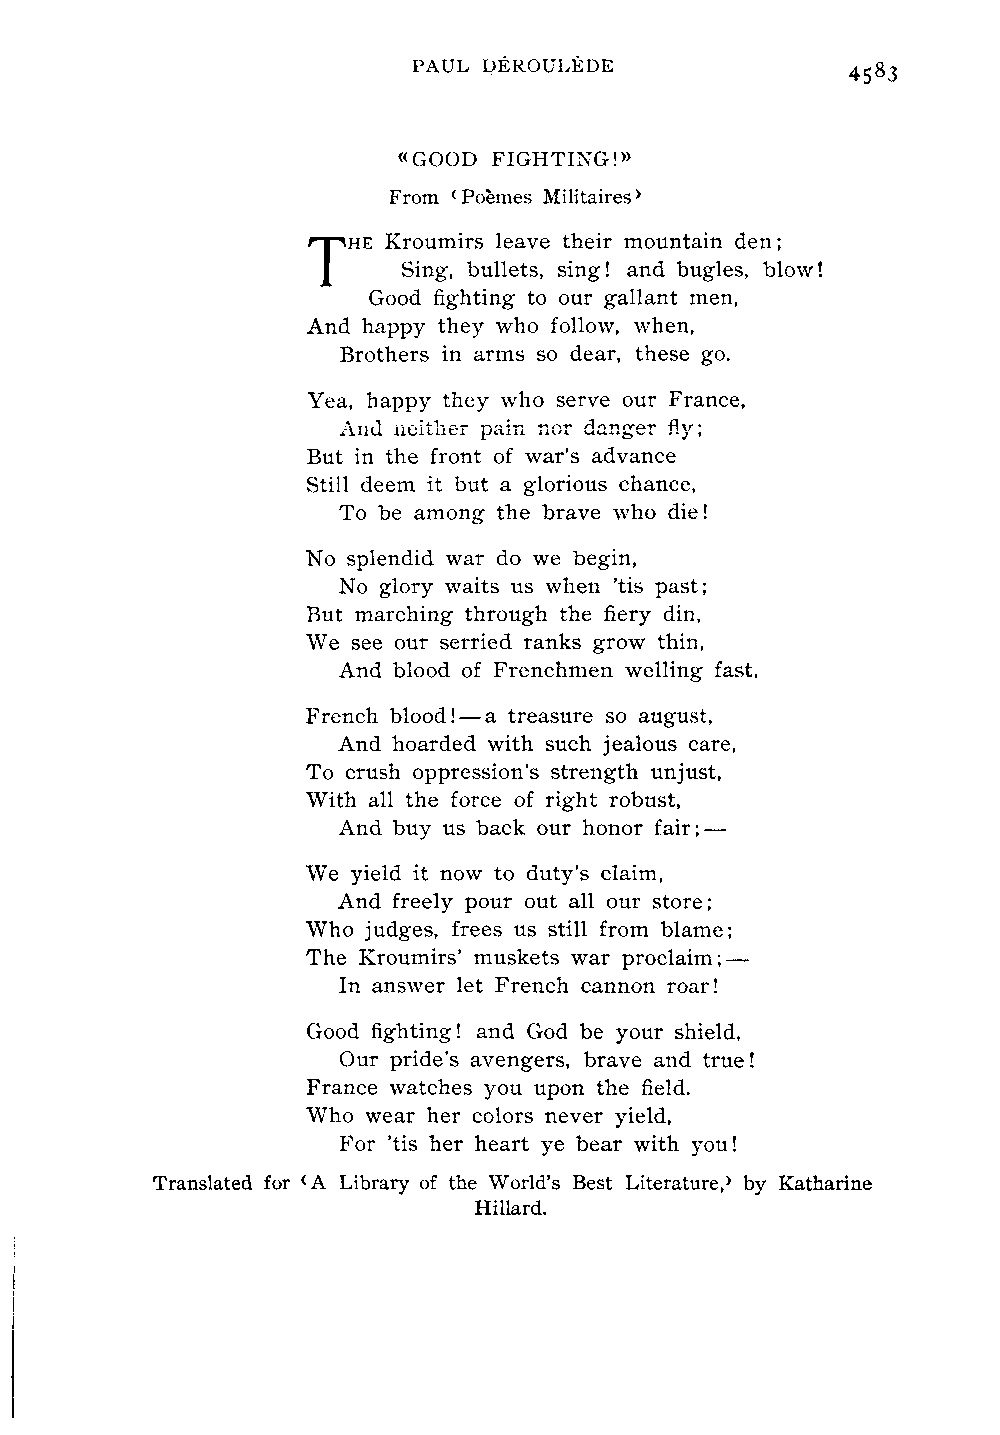 PAUL DÉROULÈDE 4583
«GOOD FIGHTING!»
From ‹Poèmes Militaires›
THE Kroumirs leave their mountain den;
Sing, bullets, sing! and bugles, blow!
Good fighting to our gallant men,
And happy they who follow, when,
Brothers in arms so dear, these go.
Yea, happy they who serve our France,
And neither pain nor danger fly;
But in the front of war's advance
Still deem it but a glorious chance,
To be among the brave who die!
No splendid war do we begin,
No glory waits us when 'tis past;
But marching through the fiery din,
We see our serried ranks grow thin,
And blood of Frenchmen welling fast,
French blood!—a treasure so august,
And hoarded with such jealous care,
To crush oppression's strength unjust,
With all the force of right robust,
And buy us back our honor fair;—
We yield it now to duty's claim,
And freely pour out all our store;
Who judges, frees us still from blame;
The Kroumirs' muskets war proclaim;—
In answer let French cannon roar!
Good fighting! and God be your shield,
Our pride's avengers, brave and true!
France watches you upon the field.
Who wear her colors never yield,
For 'tis her heart ye bear with you!
Translated for ‹A Library of the World's Best Literature,› by Katharine
Hillard.